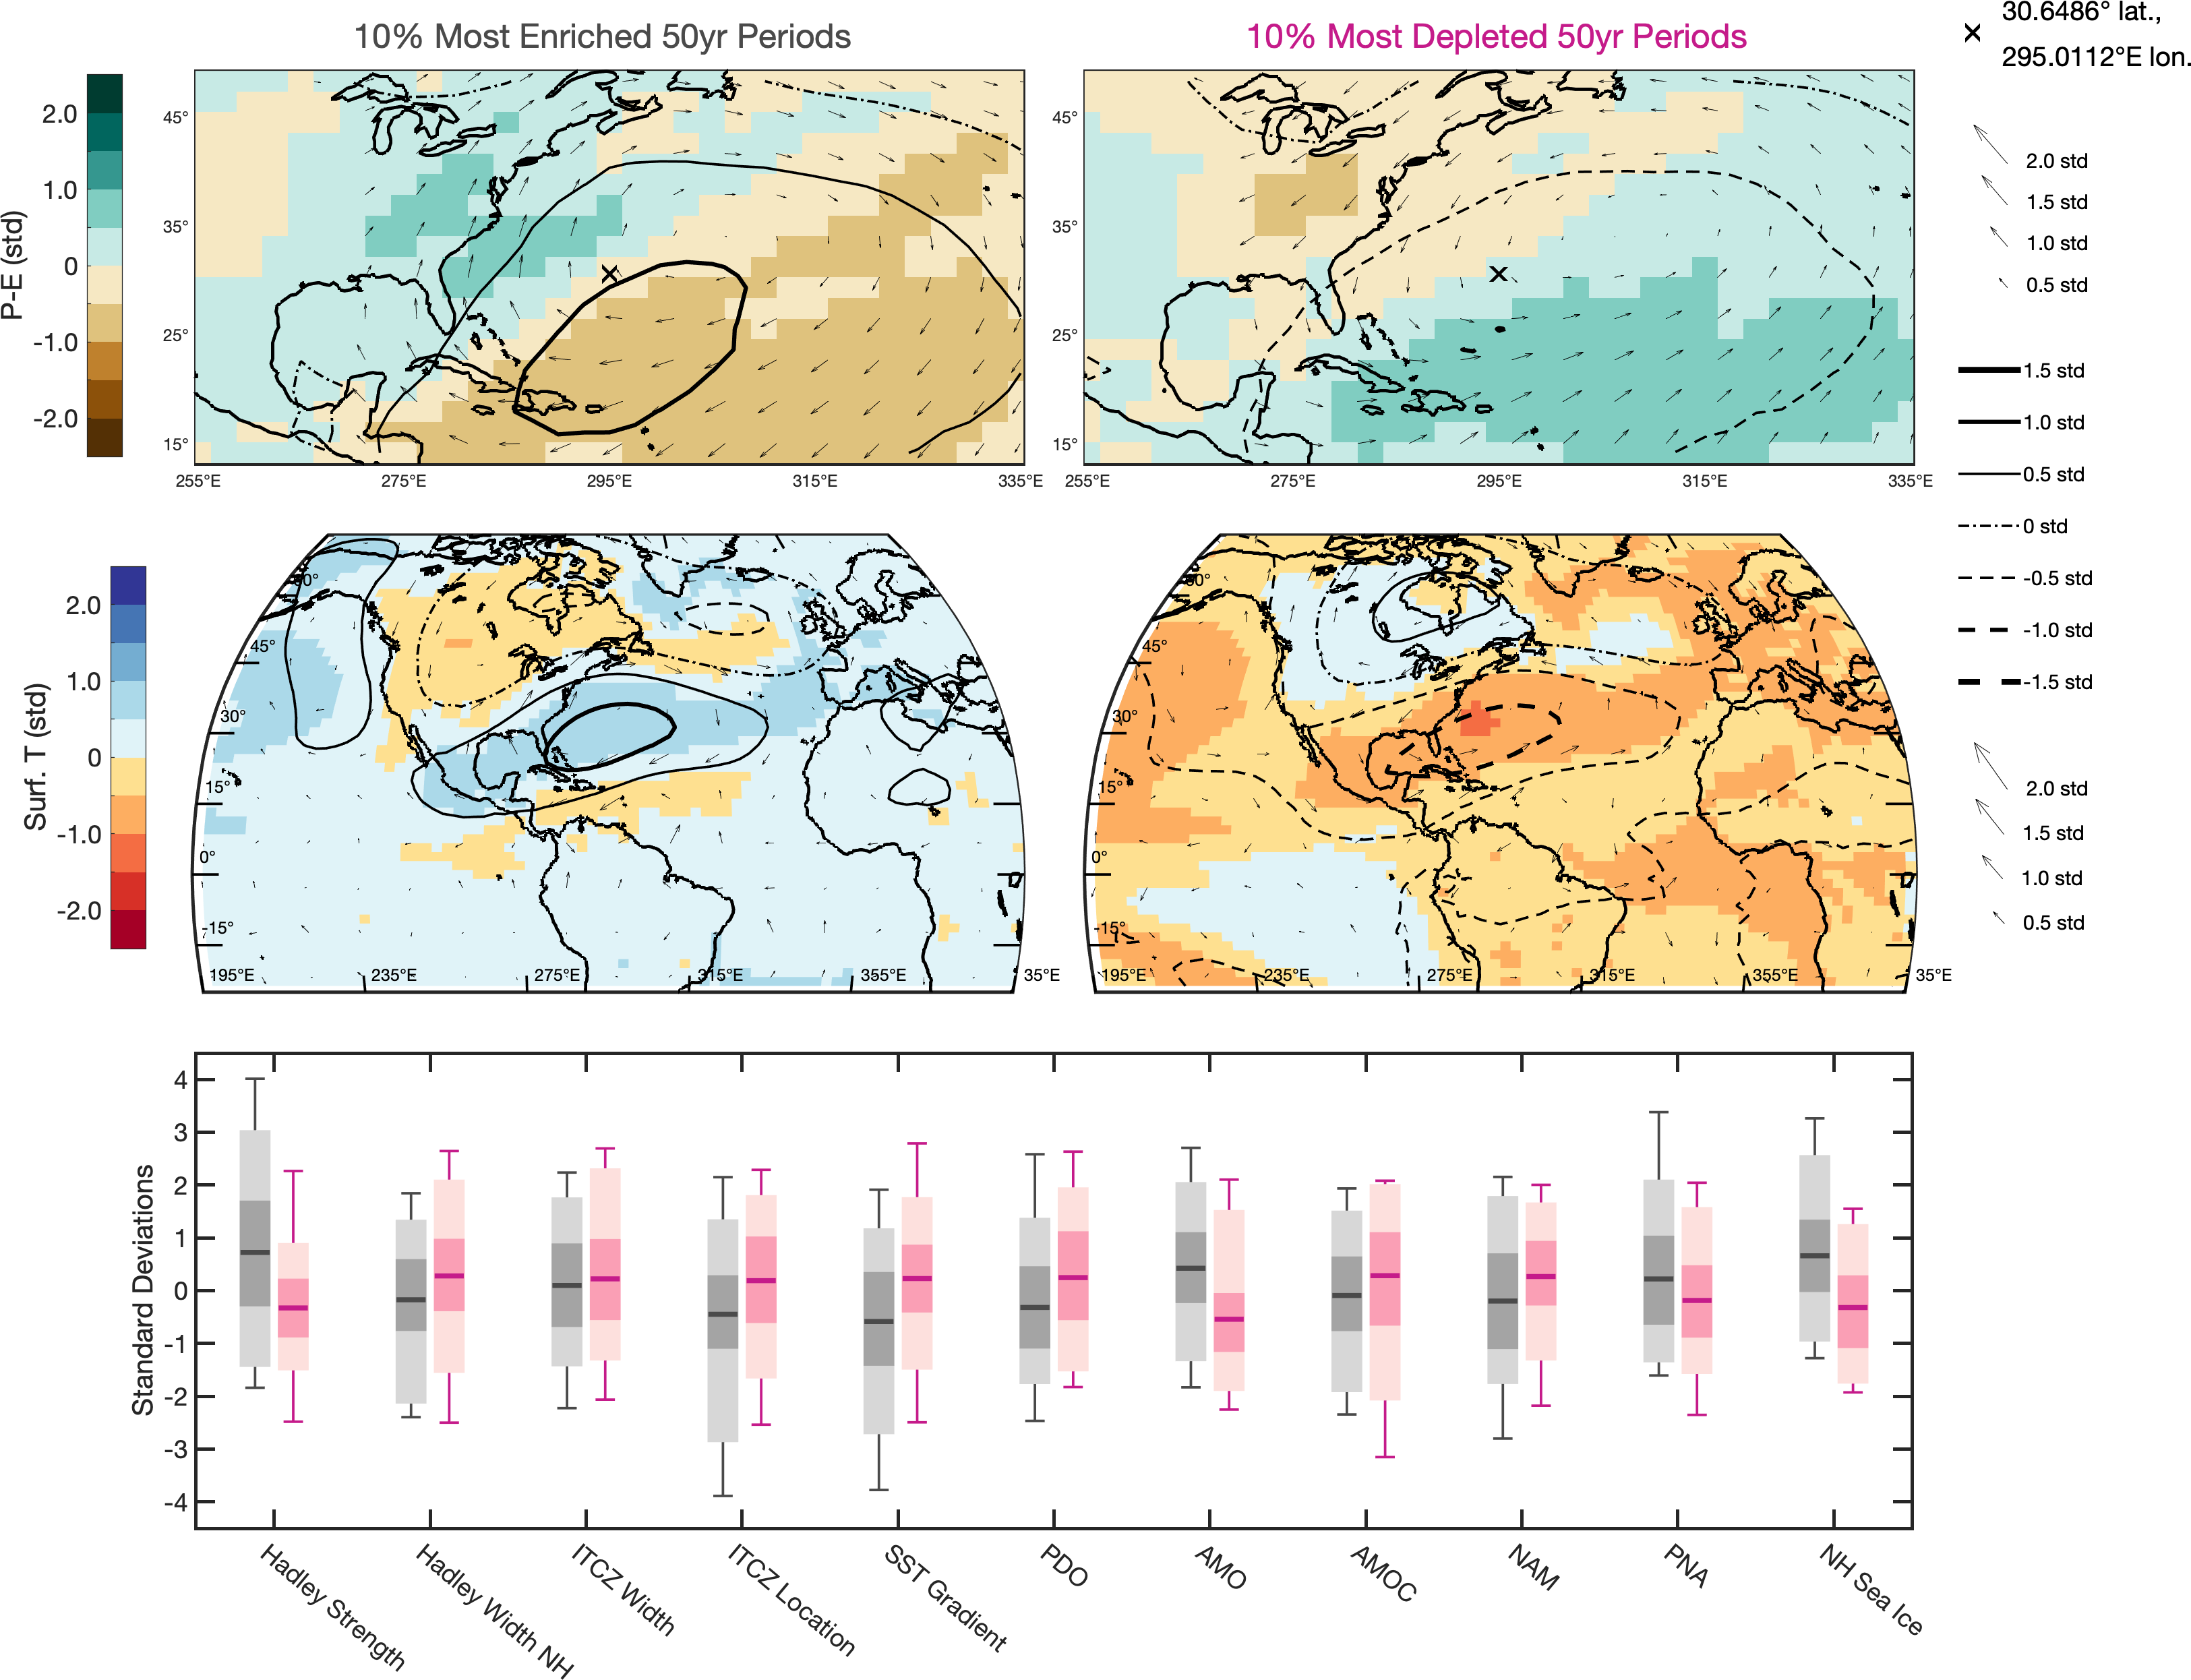 10% Most Enriched 50yr Periods
10% Most Depleted 50yr Periods
30.6486° lat.,
295.0112°E lon.
P-E (std)
2.0
1.0
0
-1.0
-2.0
45°
35°
25°
15°
255°E
275°E
295°E
315°E
335°E
45°
35°
25°
15°
255°E
275°E
295°E
315°E
335°E
2.0 std
1.5 std
1.0 std
0.5 std
1.5 std
1.0 std
0.5 std
0 std
-0.5 std
-1.0 std
-1.5 std
2.0 std
1.5 std
1.0 std
0.5 std
Surf. T (std)
2.0
1.0
0
-1.0
-2.0
45°
30°
15°
0°
-15°
195°E
235°E
275°E
315°E
355°E
35°E
45°
30°
15°
0°
-15°
195°E
235°E
275°E
315°E
355°E
35°E
Standard Deviations
4
3
2
1
0
-1
-2
-3
-4
Hadley Strength
Hadley Width NH
ITCZ Width
ITCZ Location
SST Gradient
PDO
AMO
AMOC
NAM
PNA
NH Sea Ice